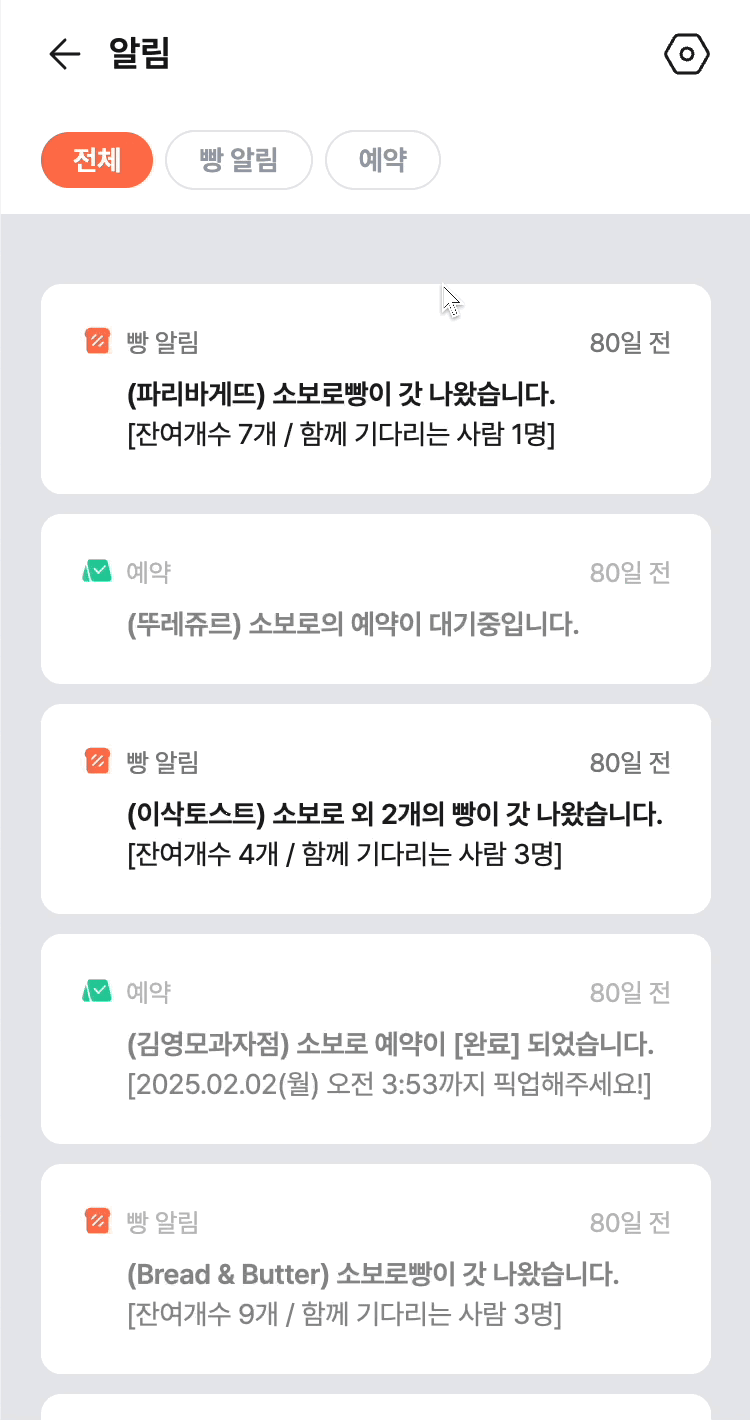 알림
전체 빵 알림 예약
빵 알림 80일 전
(파리바게뜨) 소보로빵이 갓 나왔습니다.
[잔여개수 7개 / 함께 기다리는 사람 1명]
예약 80일 전
(뚜레쥬르) 소보로의 예약이 대기중입니다.
빵 알림 80일 전
(이삭토스트) 소보로 외 2개의 빵이 갓 나왔습니다.
[잔여개수 4개 / 함께 기다리는 사람 3명]
예약 80일 전
(김영모과자점) 소보로 예약이 [완료] 되었습니다.
[2025.02.02(월) 오전 3:53까지 픽업해주세요!]
빵 알림 80일 전
(Bread & Butter) 소보로빵이 갓 나왔습니다.
[잔여개수 9개 / 함께 기다리는 사람 3명]